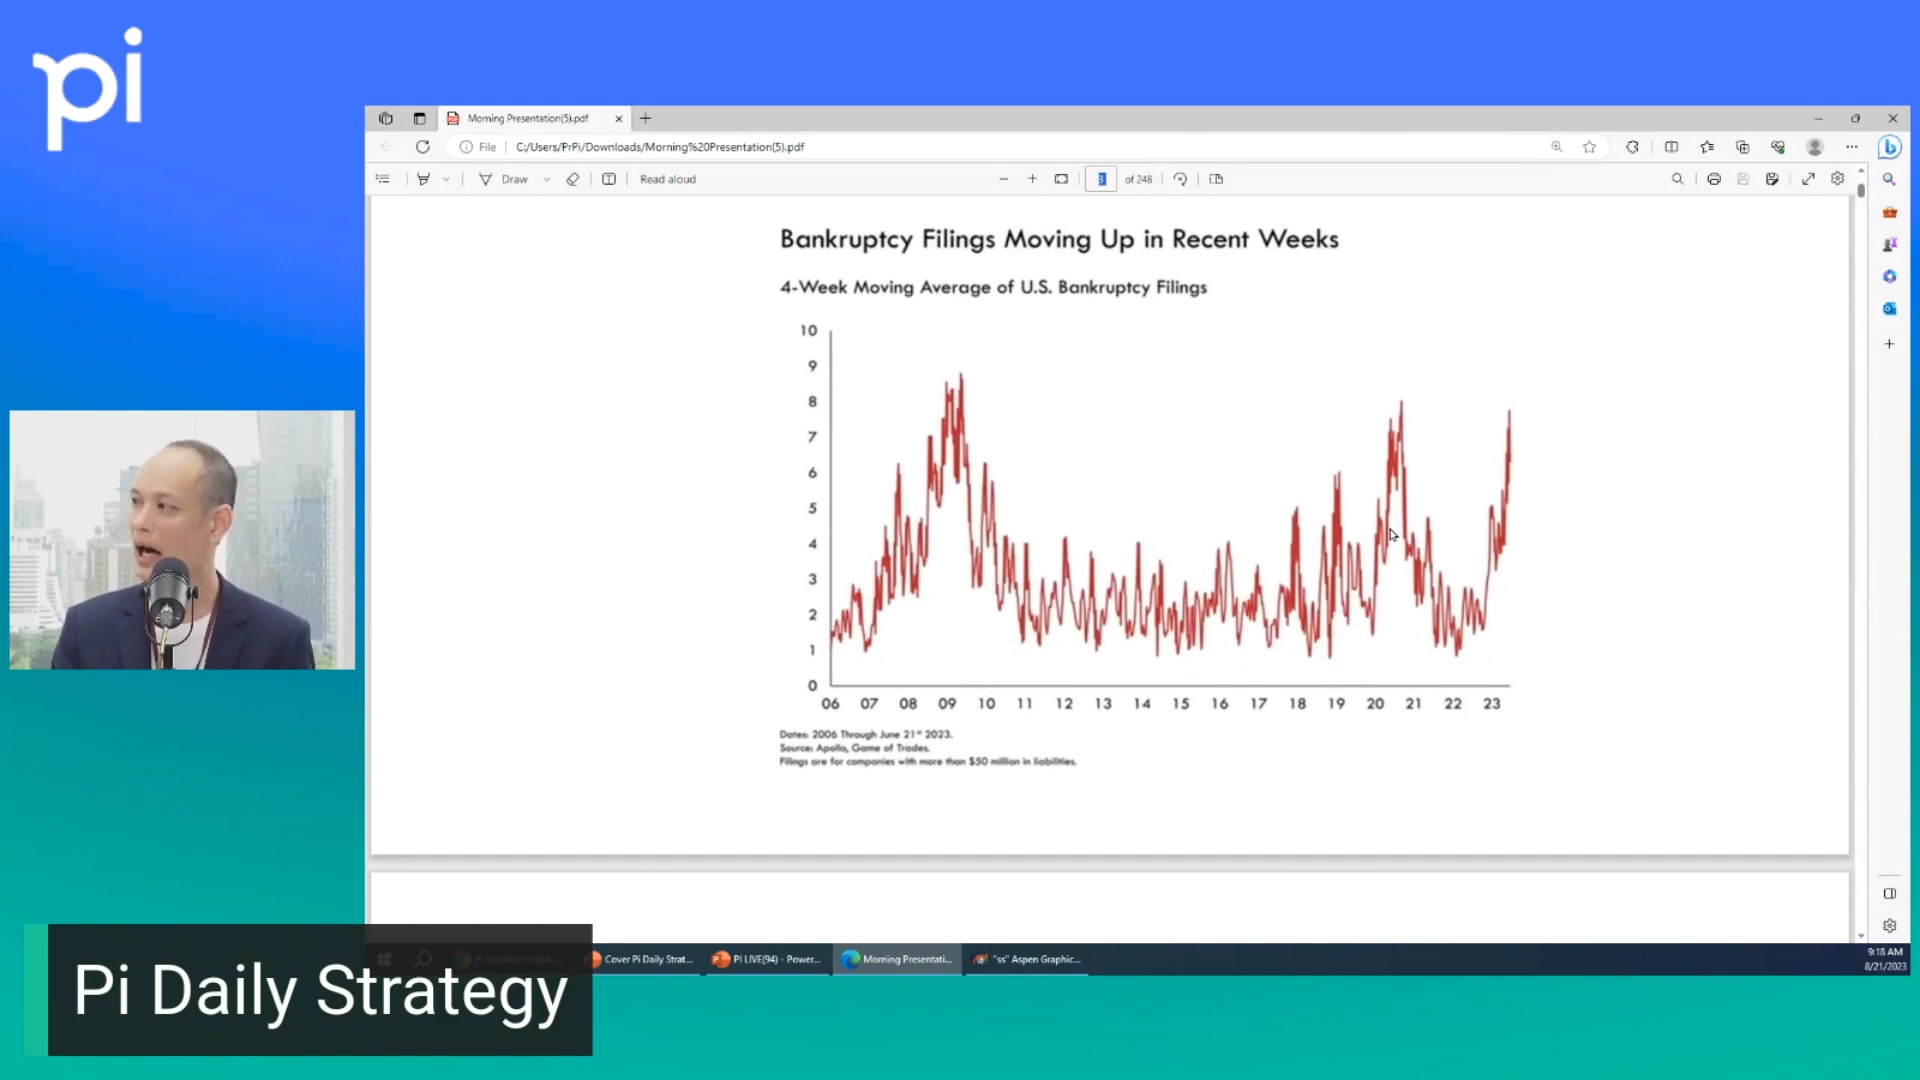 pi
Morning Presentation(5).pdf
File
C:/Users/PrPi/Downloads/Morning%20Presentation(5).pdf
Draw
Read aloud
3
of 248
Bankruptcy Filings Moving Up in Recent Weeks
4-Week Moving Average of U.S. Bankruptcy Filings
10
9
8
7
6
5
4
3
2
1
0
06 07 08 09 10 11 12 13 14 15 16 17 18 19 20 21 22 23
Dates: 2006 Through June 21st 2023.
Source: Apollo, Game of Trades.
Filings are for companies with more than $50 million in liabilities.
Pi Securities Public...
Cover Pi Daily Strat...
PI LIVE(94) - Power...
Morning Presentati...
"ss" Aspen Graphic...
9:18 AM
8/21/2023
Pi Daily Strategy